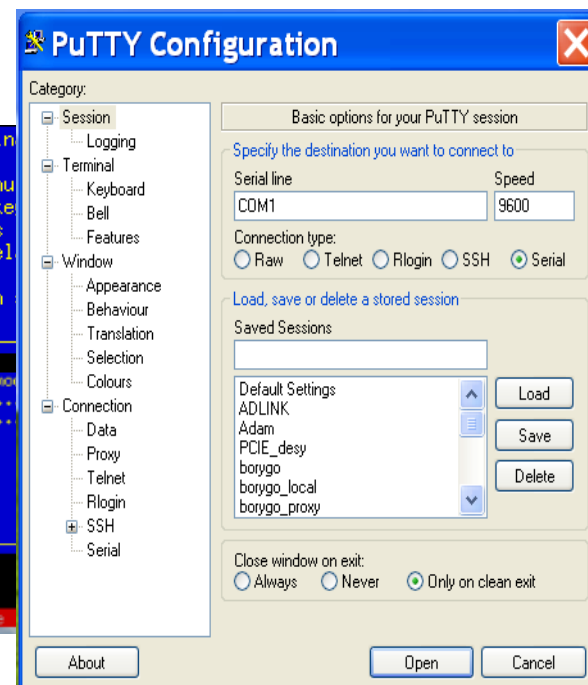 PuTTY Configuration
Category:
Session
Logging
Terminal
Keyboard
Bell
Features
Window
Appearance
Behaviour
Translation
Selection
Colours
Connection
Data
Proxy
Telnet
Rlogin
SSH
Serial
Basic options for your PuTTY session
Specify the destination you want to connect to
Serial line Speed
COM1 9600
Connection type:
Raw Telnet Rlogin SSH Serial
Load, save or delete a stored session
Saved Sessions
Default Settings
ADLINK
Adam
PCIE_desy
borygo
borygo_local
borygo_proxy
Load
Save
Delete
Close window on exit:
Always Never Only on clean exit
About Open Cancel